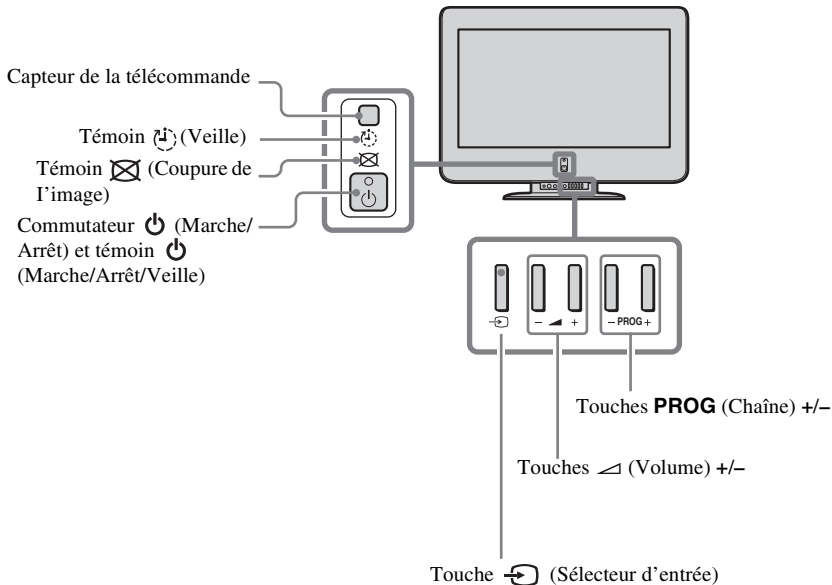 Capteur de la télécommande
Témoin (Veille)
Témoin (Coupure de
I'image)
Commutateur (Marche/
Arrêt) et témoin
(Marche/Arrêt/Veille)
– +
– PROG +
Touches PROG (Chaîne) +/–
Touches (Volume) +/–
Touche (Sélecteur d'entrée)